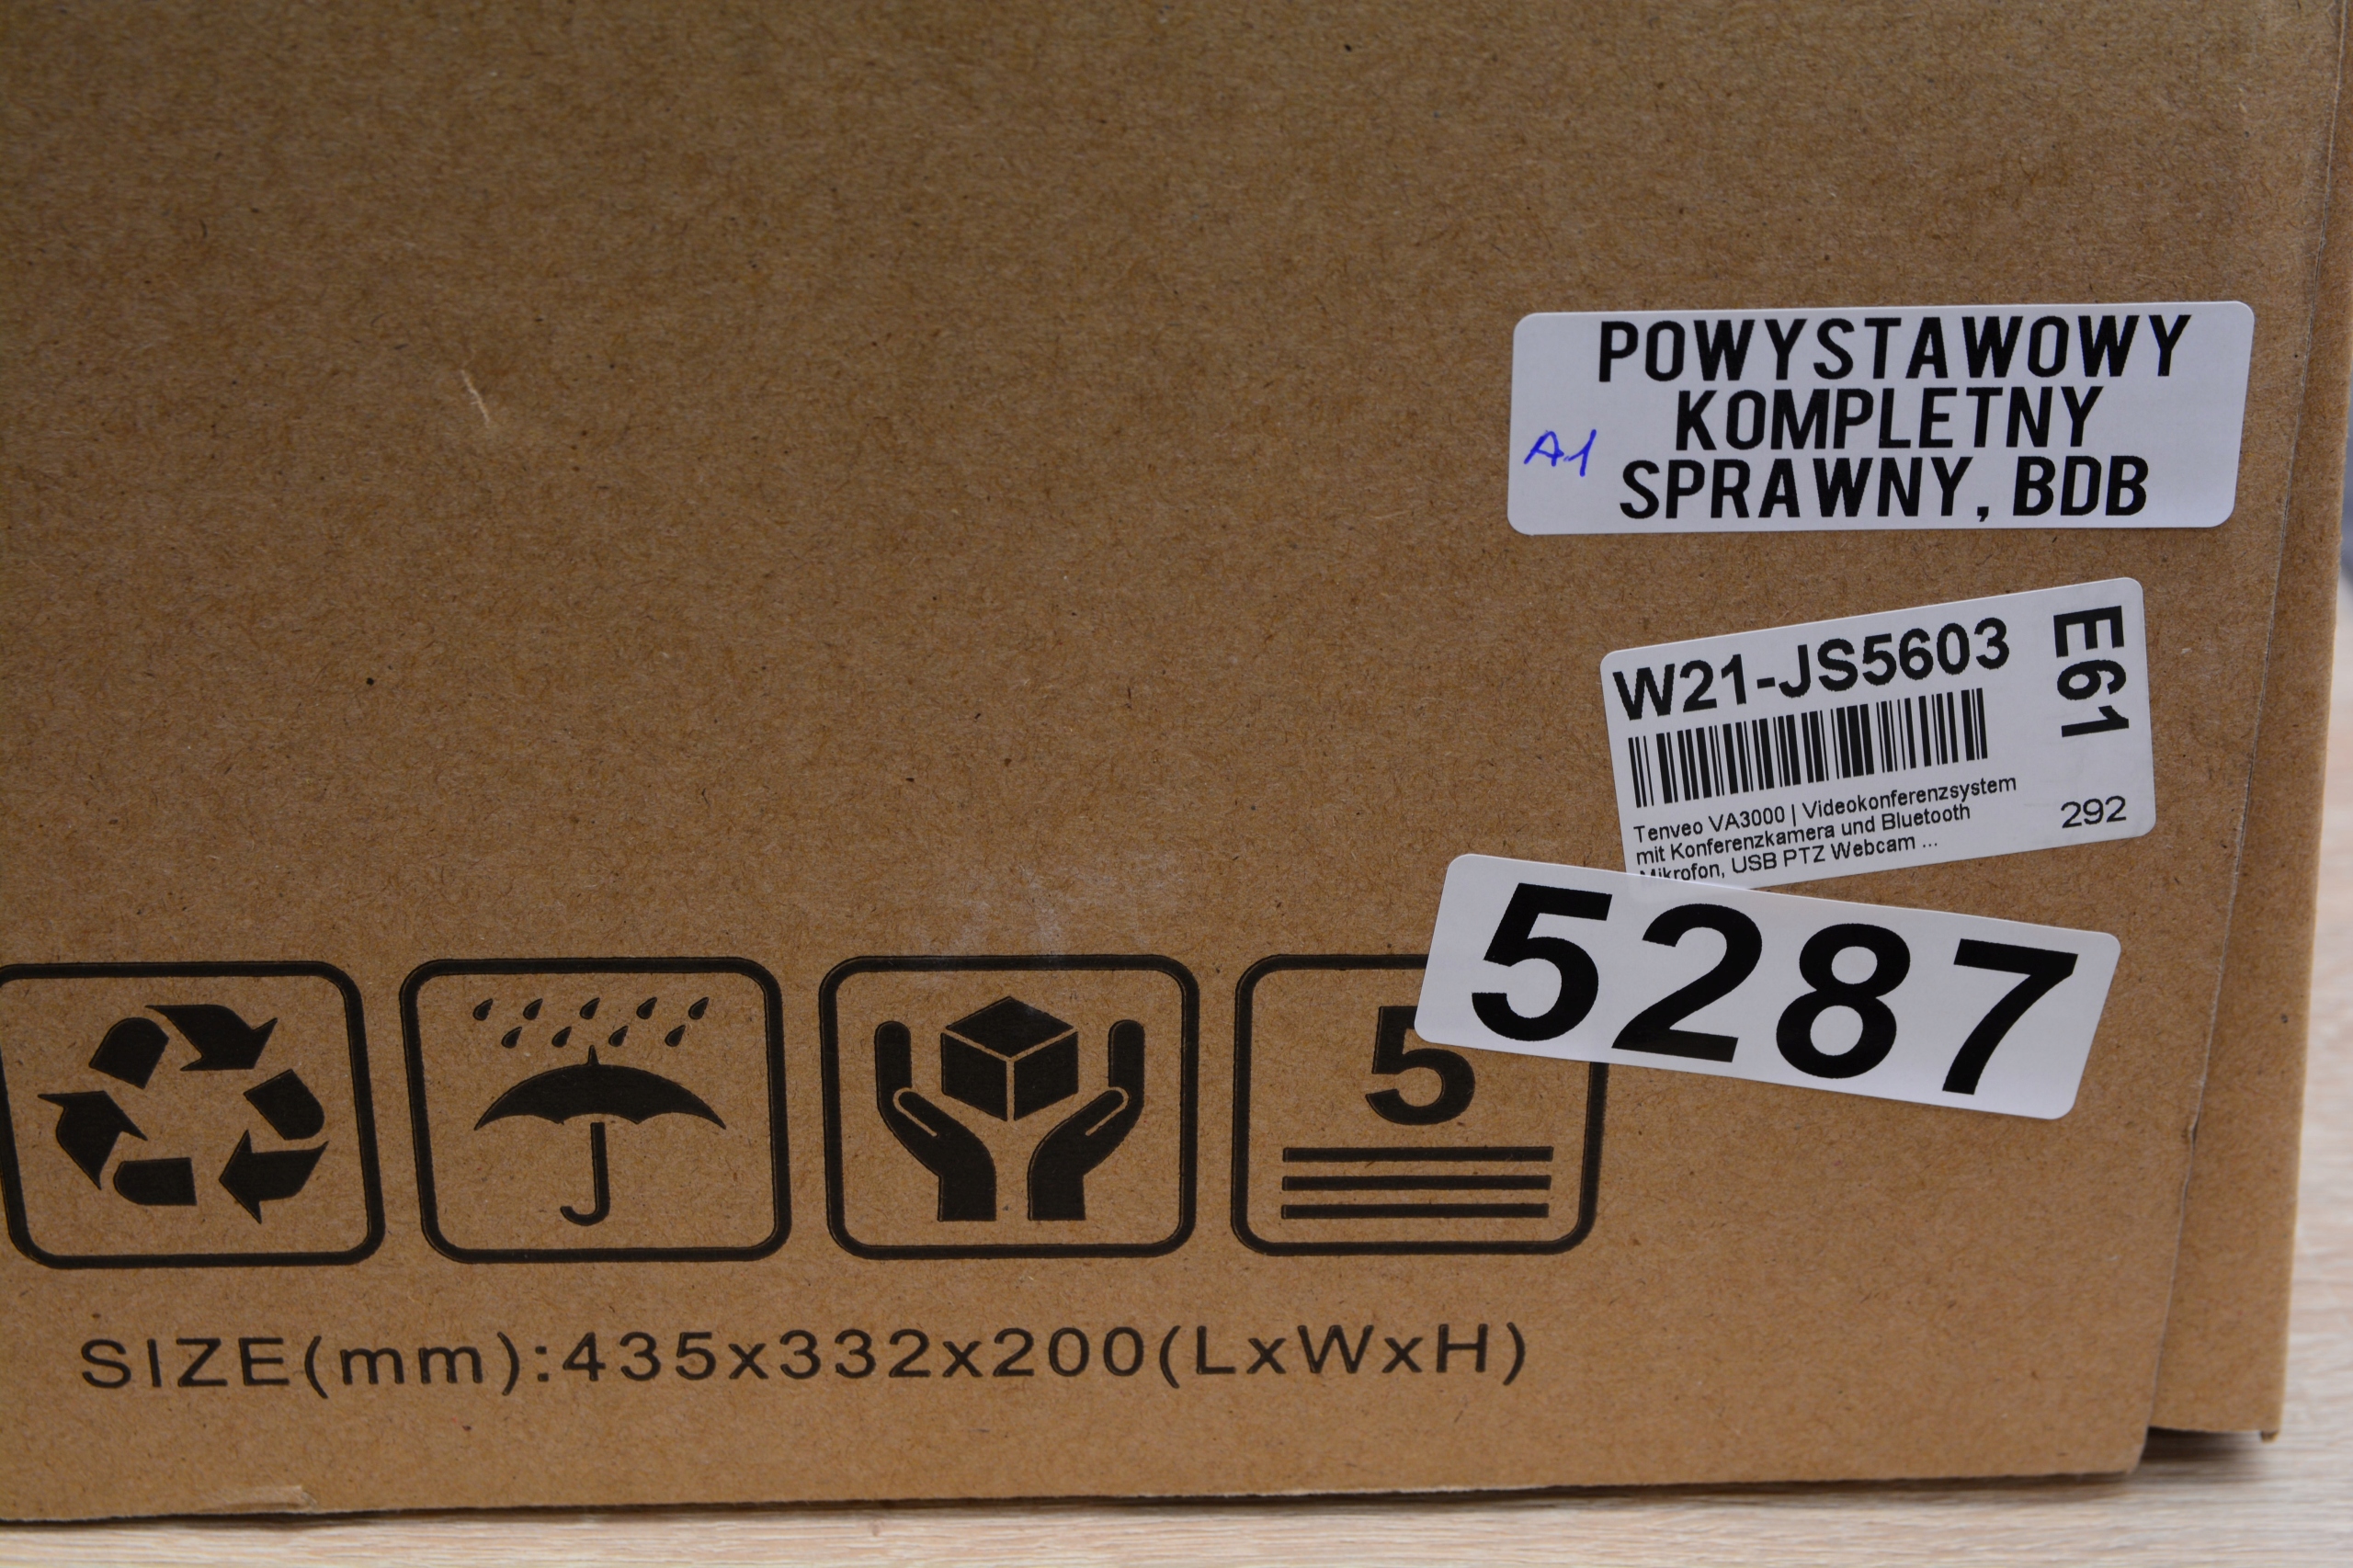 POWYSTAWOWY
KOMPLETNY
A1
SPRAWNY, BDB
W21-JS5603
E61
Tenveo VA3000 | Videokonferenzsystem
mit Konferenzkamera und Bluetooth
Mikrofon, USB PTZ Webcam ...
292
5287
5
SIZE(mm):435x332x200(LxWxH)